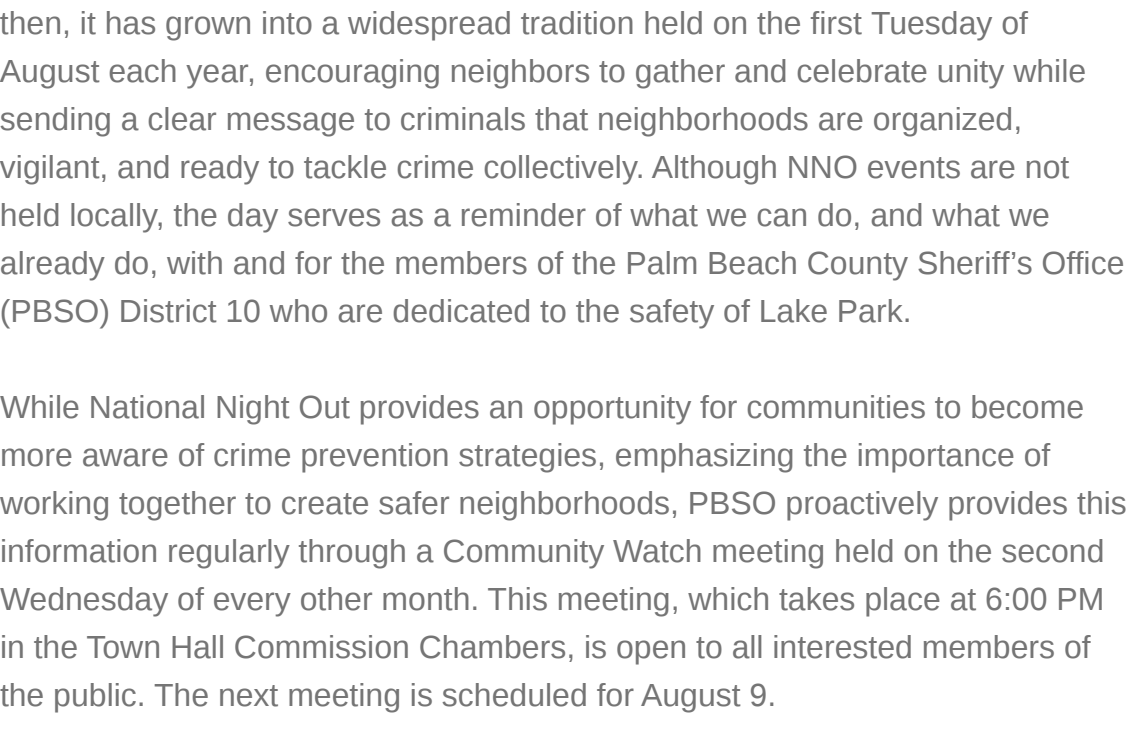 then, it has grown into a widespread tradition held on the first Tuesday of
August each year, encouraging neighbors to gather and celebrate unity while
sending a clear message to criminals that neighborhoods are organized,
vigilant, and ready to tackle crime collectively. Although NNO events are not
held locally, the day serves as a reminder of what we can do, and what we
already do, with and for the members of the Palm Beach County Sheriff’s Office
(PBSO) District 10 who are dedicated to the safety of Lake Park.
While National Night Out provides an opportunity for communities to become
more aware of crime prevention strategies, emphasizing the importance of
working together to create safer neighborhoods, PBSO proactively provides this
information regularly through a Community Watch meeting held on the second
Wednesday of every other month. This meeting, which takes place at 6:00 PM
in the Town Hall Commission Chambers, is open to all interested members of
the public. The next meeting is scheduled for August 9.